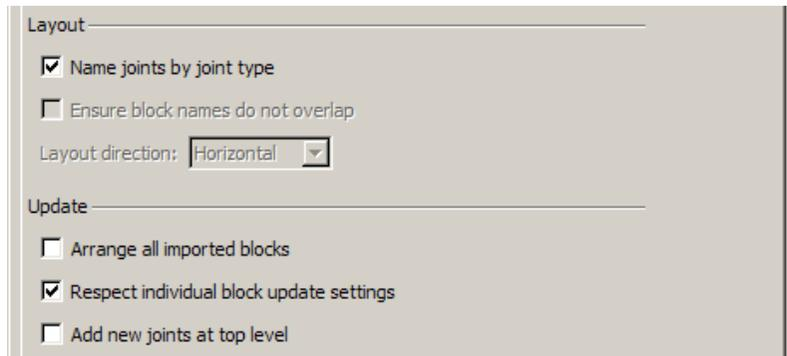 Layout
Name joints by joint type
Ensure block names do not overlap
Layout direction: Horizontal
Update
Arrange all imported blocks
Respect individual block update settings
Add new joints at top level